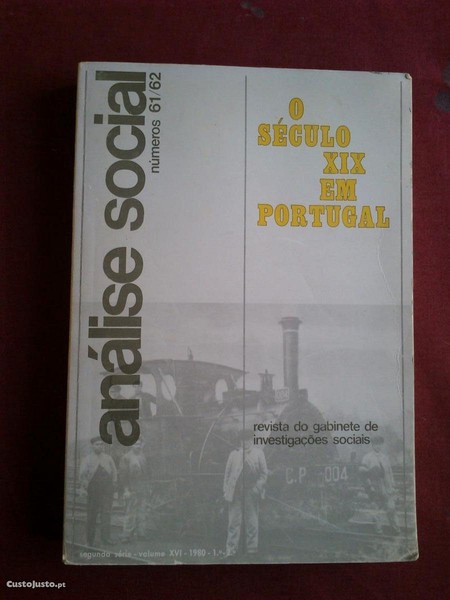 análise social
números 61/62
O
SÉCULO
XIX
EM
PORTUGAL
revista do gabinete de
investigações sociais
C.P. 004
segunda série - volume XVI - 1980 - 1.º
CustoJusto.pt